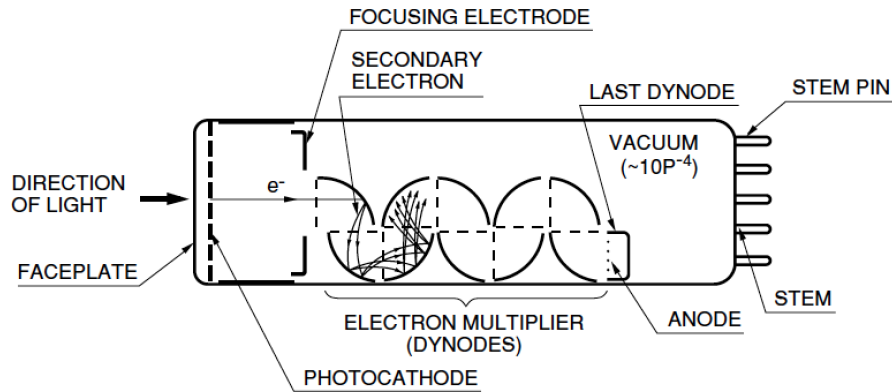 FOCUSING ELECTRODE
SECONDARY
ELECTRON
LAST DYNODE
STEM PIN
VACUUM
(~10P⁻⁴)
DIRECTION
OF LIGHT
e-
FACEPLATE
STEM
ELECTRON MULTIPLIER
(DYNODES)
ANODE
PHOTOCATHODE